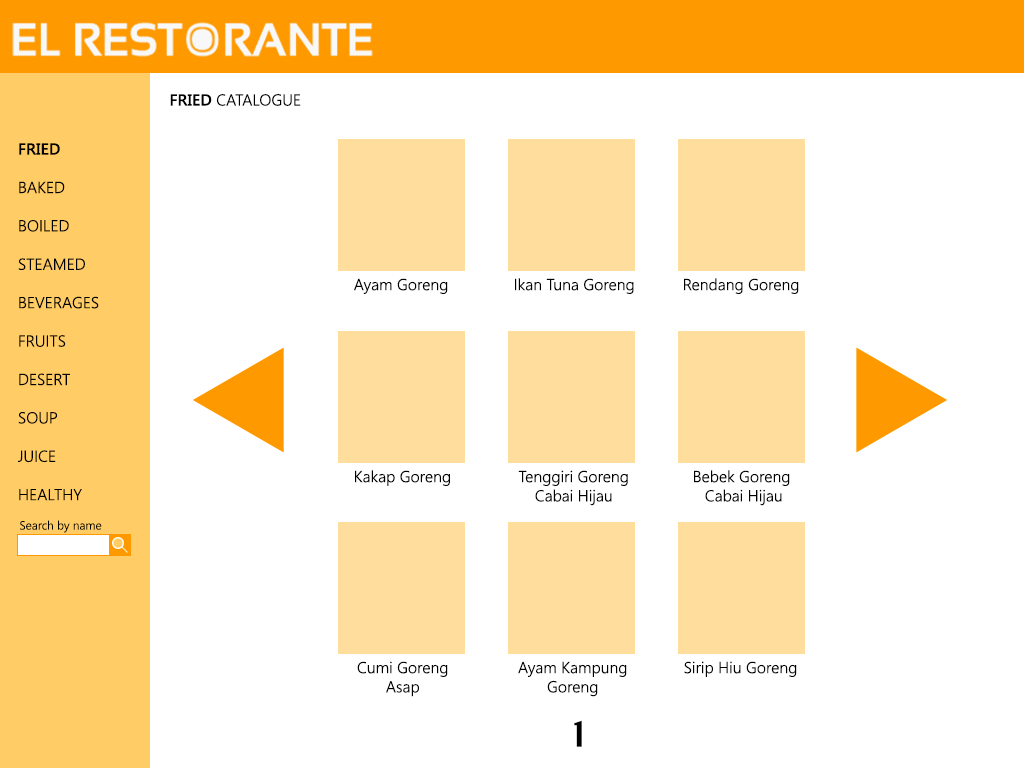 EL RESTORANTE
FRIED CATALOGUE
FRIED
BAKED
BOILED
STEAMED
BEVERAGES
FRUITS
DESERT
SOUP
JUICE
HEALTHY
Search by name
Ayam Goreng
Ikan Tuna Goreng
Rendang Goreng
Kakap Goreng
Tenggiri Goreng
Cabai Hijau
Bebek Goreng
Cabai Hijau
Cumi Goreng
Asap
Ayam Kampung
Goreng
Sirip Hiu Goreng
1